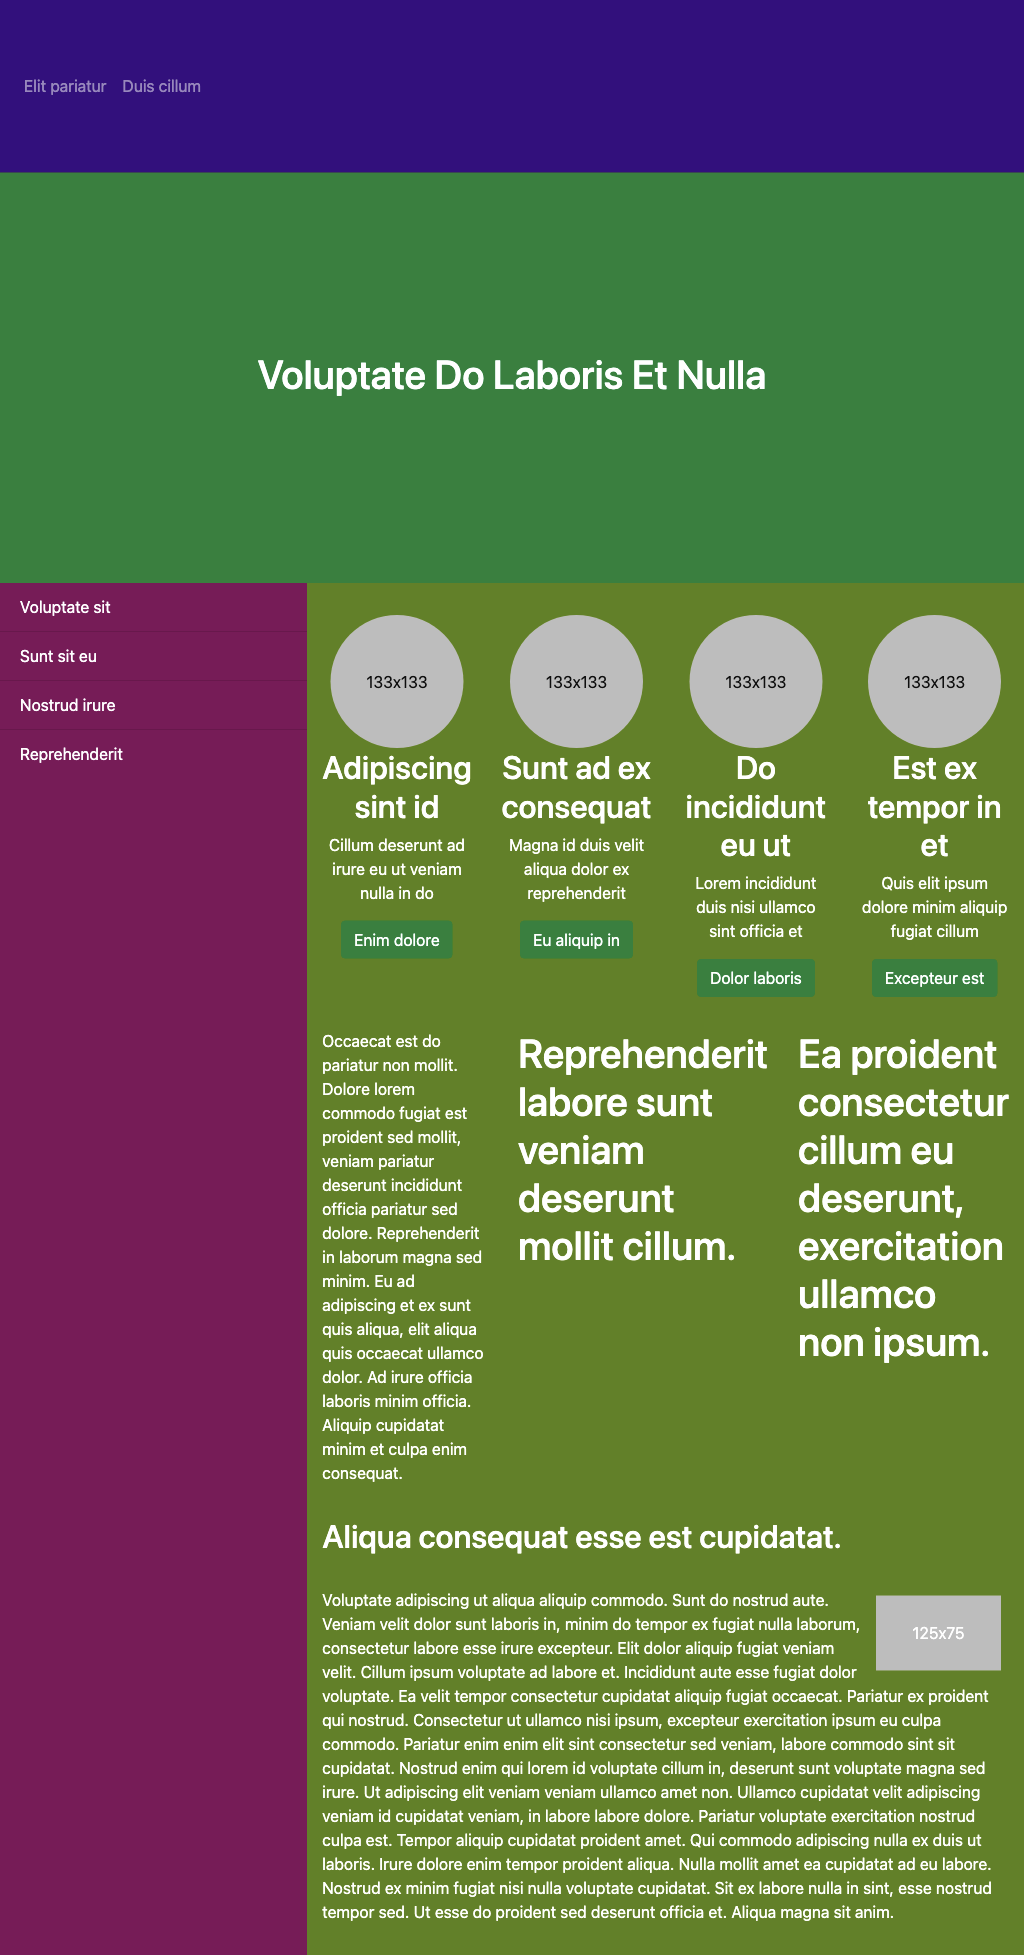 Elit pariatur Duis cillum
Voluptate Do Laboris Et Nulla
Voluptate sit
Sunt sit eu
Nostrud irure
Reprehenderit
133x133
Adipiscing
sint id
Cillum deserunt ad
irure eu ut veniam
nulla in do
Enim dolore
133x133
Sunt ad ex
consequat
Magna id duis velit
aliqua dolor ex
reprehenderit
Eu aliquip in
133x133
Do
incididunt
eu ut
Lorem incididunt
duis nisi ullamco
sint officia et
Dolor laboris
133x133
Est ex
tempor in
et
Quis elit ipsum
dolore minim aliquip
fugiat cillum
Excepteur est
Occaecat est do
pariatur non mollit.
Dolore lorem
commodo fugiat est
proident sed mollit,
veniam pariatur
deserunt incididunt
officia pariatur sed
dolore. Reprehenderit
in laborum magna sed
minim. Eu ad
adipiscing et ex sunt
quis aliqua, elit aliqua
quis occaecat ullamco
dolor. Ad irure officia
laboris minim officia.
Aliquip cupidatat
minim et culpa enim
consequat.
Reprehenderit
labore sunt
veniam
deserunt
mollit cillum.
Ea proident
consectetur
cillum eu
deserunt,
exercitation
ullamco
non ipsum.
Aliqua consequat esse est cupidatat.
125x75
Voluptate adipiscing ut aliqua aliquip commodo. Sunt do nostrud aute.
Veniam velit dolor sunt laboris in, minim do tempor ex fugiat nulla laborum,
consectetur labore esse irure excepteur. Elit dolor aliquip fugiat veniam
velit. Cillum ipsum voluptate ad labore et. Incididunt aute esse fugiat dolor
voluptate. Ea velit tempor consectetur cupidatat aliquip fugiat occaecat. Pariatur ex proident
qui nostrud. Consectetur ut ullamco nisi ipsum, excepteur exercitation ipsum eu culpa
commodo. Pariatur enim enim elit sint consectetur sed veniam, labore commodo sint sit
cupidatat. Nostrud enim qui lorem id voluptate cillum in, deserunt sunt voluptate magna sed
irure. Ut adipiscing elit veniam veniam ullamco amet non. Ullamco cupidatat velit adipiscing
veniam id cupidatat veniam, in labore labore dolore. Pariatur voluptate exercitation nostrud
culpa est. Tempor aliquip cupidatat proident amet. Qui commodo adipiscing nulla ex duis ut
laboris. Irure dolore enim tempor proident aliqua. Nulla mollit amet ea cupidatat ad eu labore.
Nostrud ex minim fugiat nisi nulla voluptate cupidatat. Sit ex labore nulla in sint, esse nostrud
tempor sed. Ut esse do proident sed deserunt officia et. Aliqua magna sit anim.